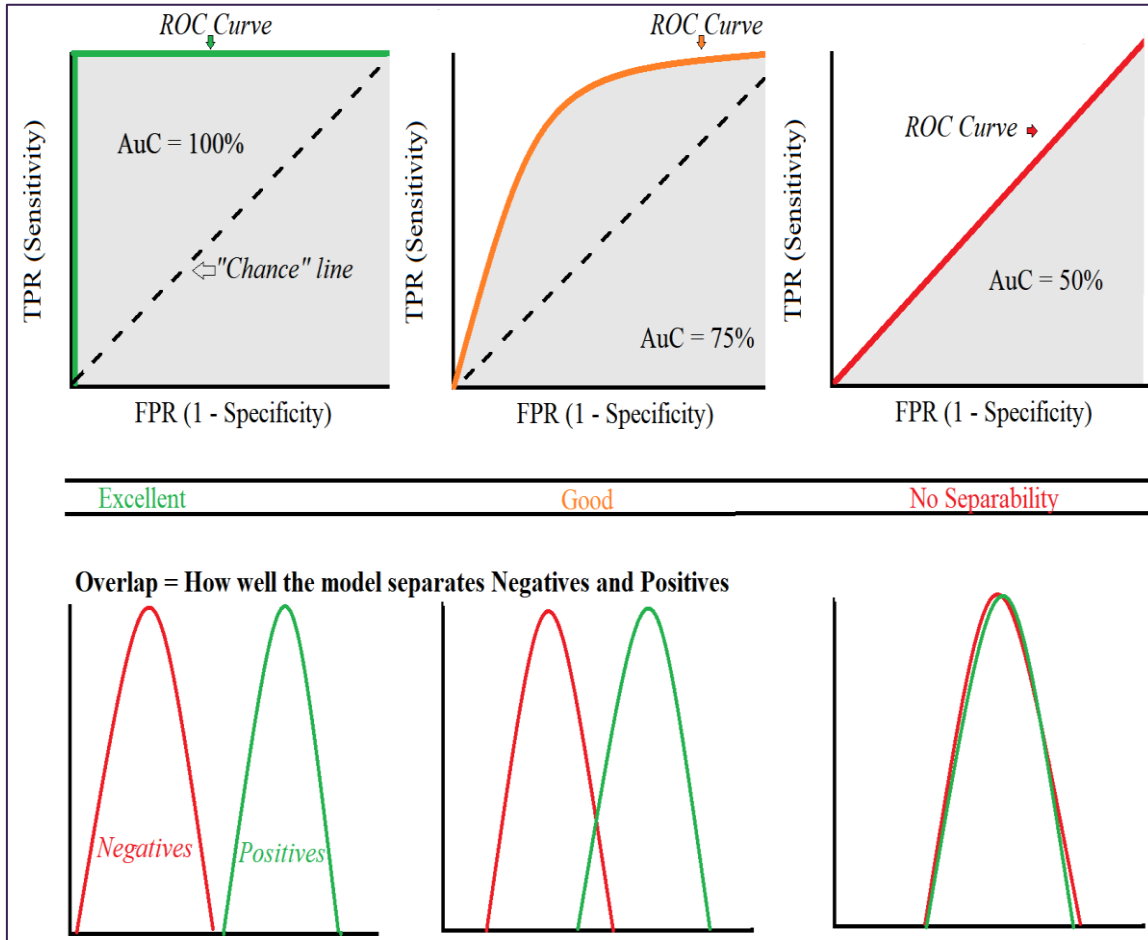 ROC Curve
TPR (Sensitivity)
AuC = 100%
"Chance" line
FPR (1 - Specificity)
ROC Curve
TPR (Sensitivity)
AuC = 75%
FPR (1 - Specificity)
ROC Curve
TPR (Sensitivity)
AuC = 50%
FPR (1 - Specificity)
Excellent
Good
No Separability
Overlap = How well the model separates Negatives and Positives
Negatives
Positives